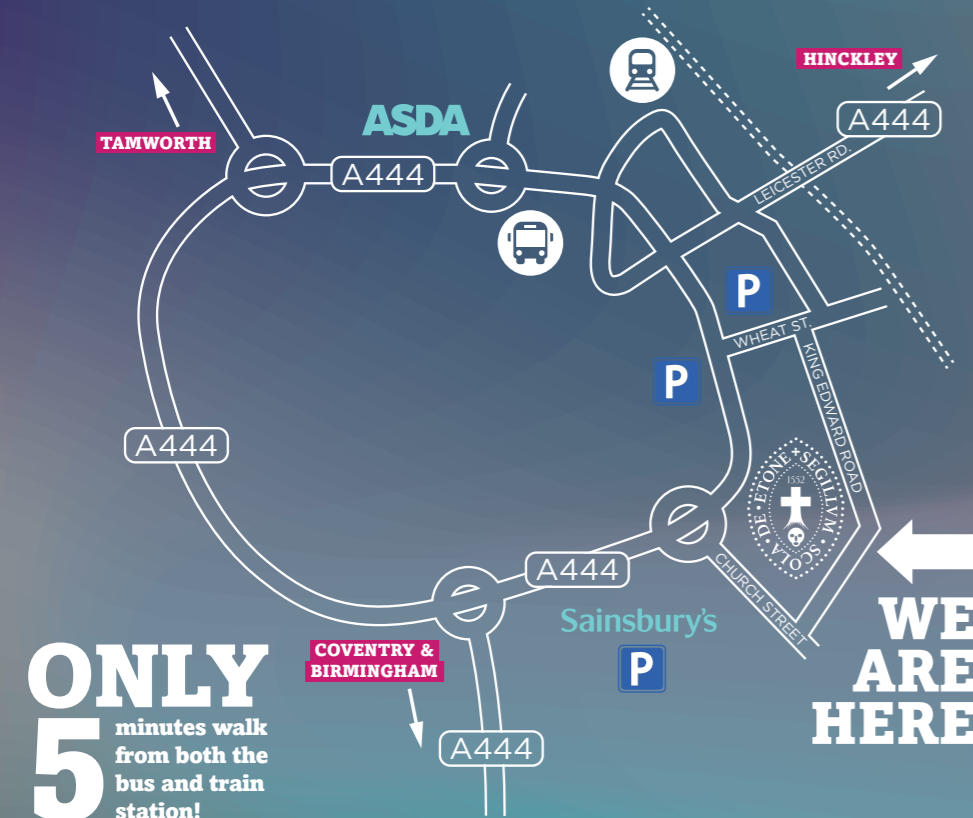 HINCKLEY
A444
ASDA
TAMWORTH
A444
LEICESTER RD.
P
WHEAT ST.
P
KING EDWARD ROAD
A444
SCOLA · DE · ETONE + SEGILLVM ·
1552
A444
CHURCH STREET
Sainsbury's
P
COVENTRY &
BIRMINGHAM
A444
WE
ARE
HERE
ONLY
5
minutes walk
from both the
bus and train
station!